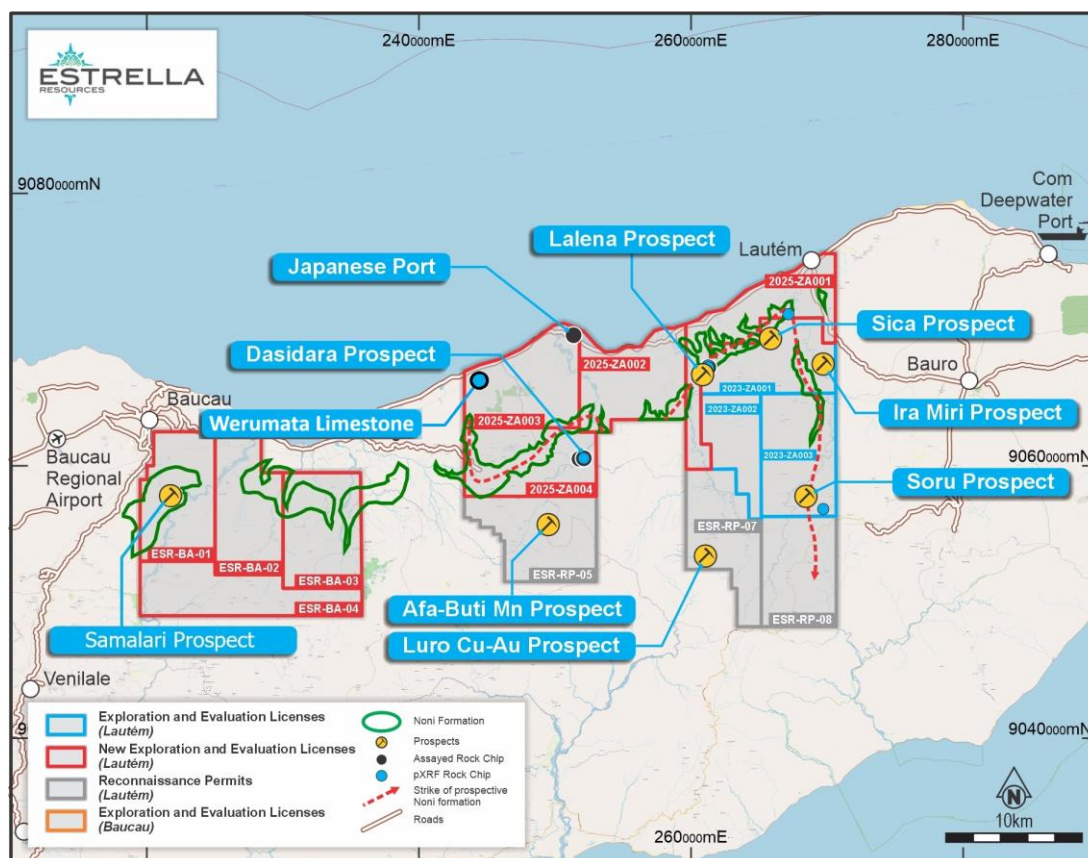 240000mE
260000mE
280000mE
ESTRELLA
RESOURCES
9080000mN
Com
Deepwater
Port
Lalena Prospect
Lautém
Japanese Port
2025-ZA001
Sica Prospect
Dasidara Prospect
2025-ZA002
Bauro
2023-ZA001
Baucau
Werumata Limestone
2025-ZA003
2023-ZA002
Ira Miri Prospect
Baucau
Regional
Airport
2023-ZA003
9060000mN
2025-ZA004
Soru Prospect
ESR-BA-01
ESR-RP-07
ESR-BA-02
ESR-RP-05
ESR-BA-03
ESR-BA-04
Afa-Buti Mn Prospect
ESR-RP-08
Samalari Prospect
Luro Cu-Au Prospect
Venilale
Exploration and Evaluation Licenses
(Lautém)
New Exploration and Evaluation Licenses
(Lautém)
Reconnaissance Permits
(Lautém)
Exploration and Evaluation Licenses
(Baucau)
Noni Formation
Prospects
Assayed Rock Chip
pXRF Rock Chip
Strike of prospective
Noni formation
Roads
9040000mN
N
10km
260000mE